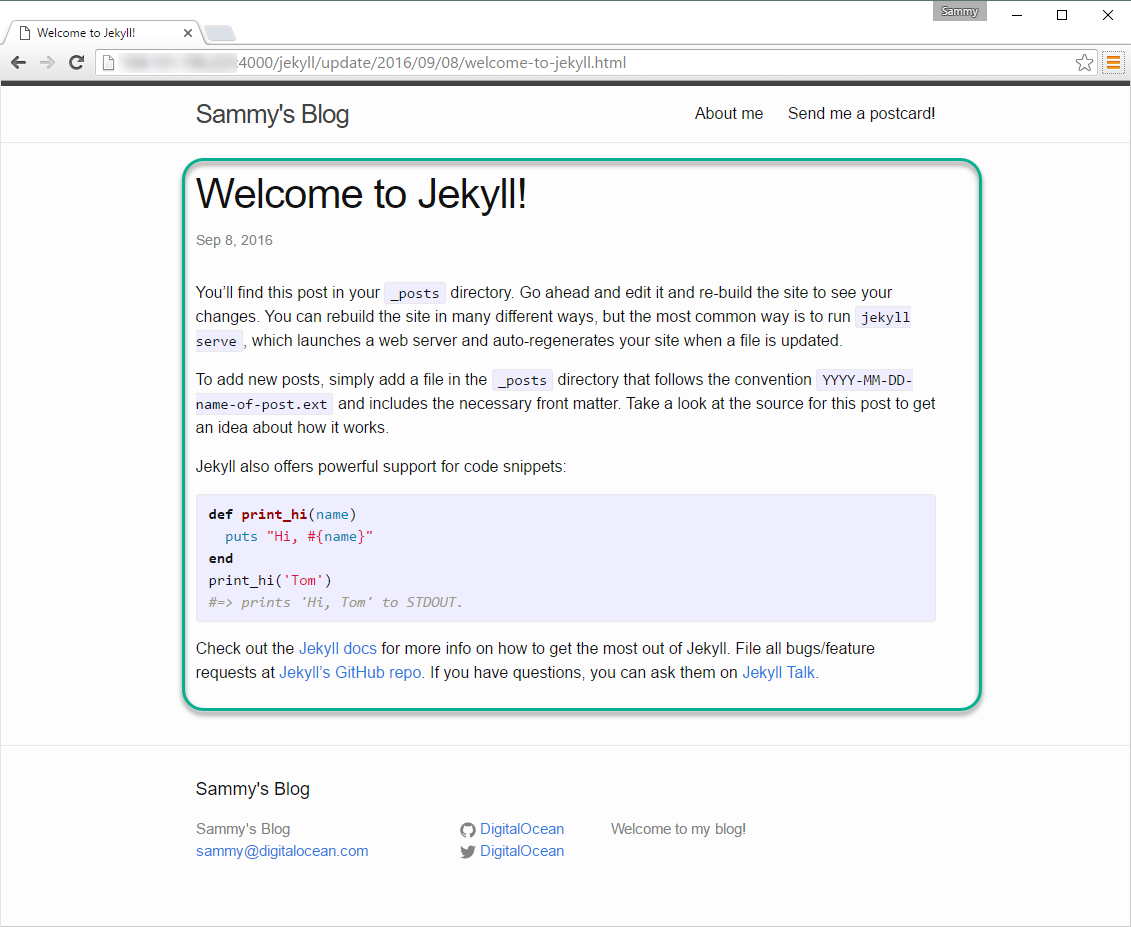 Sammy
Welcome to Jekyll!
:4000/jekyll/update/2016/09/08/welcome-to-jekyll.html
Sammy's Blog
About me
Send me a postcard!
Welcome to Jekyll!
Sep 8, 2016
You’ll find this post in your _posts directory. Go ahead and edit it and re-build the site to see your
changes. You can rebuild the site in many different ways, but the most common way is to run jekyll
serve , which launches a web server and auto-regenerates your site when a file is updated.
To add new posts, simply add a file in the _posts directory that follows the convention YYYY-MM-DD-
name-of-post.ext and includes the necessary front matter. Take a look at the source for this post to get
an idea about how it works.
Jekyll also offers powerful support for code snippets:
def print_hi(name)
  puts "Hi, #{name}"
end
print_hi('Tom')
#=> prints 'Hi, Tom' to STDOUT.
Check out the Jekyll docs for more info on how to get the most out of Jekyll. File all bugs/feature
requests at Jekyll’s GitHub repo. If you have questions, you can ask them on Jekyll Talk.
Sammy's Blog
Sammy's Blog
sammy@digitalocean.com
DigitalOcean
DigitalOcean
Welcome to my blog!